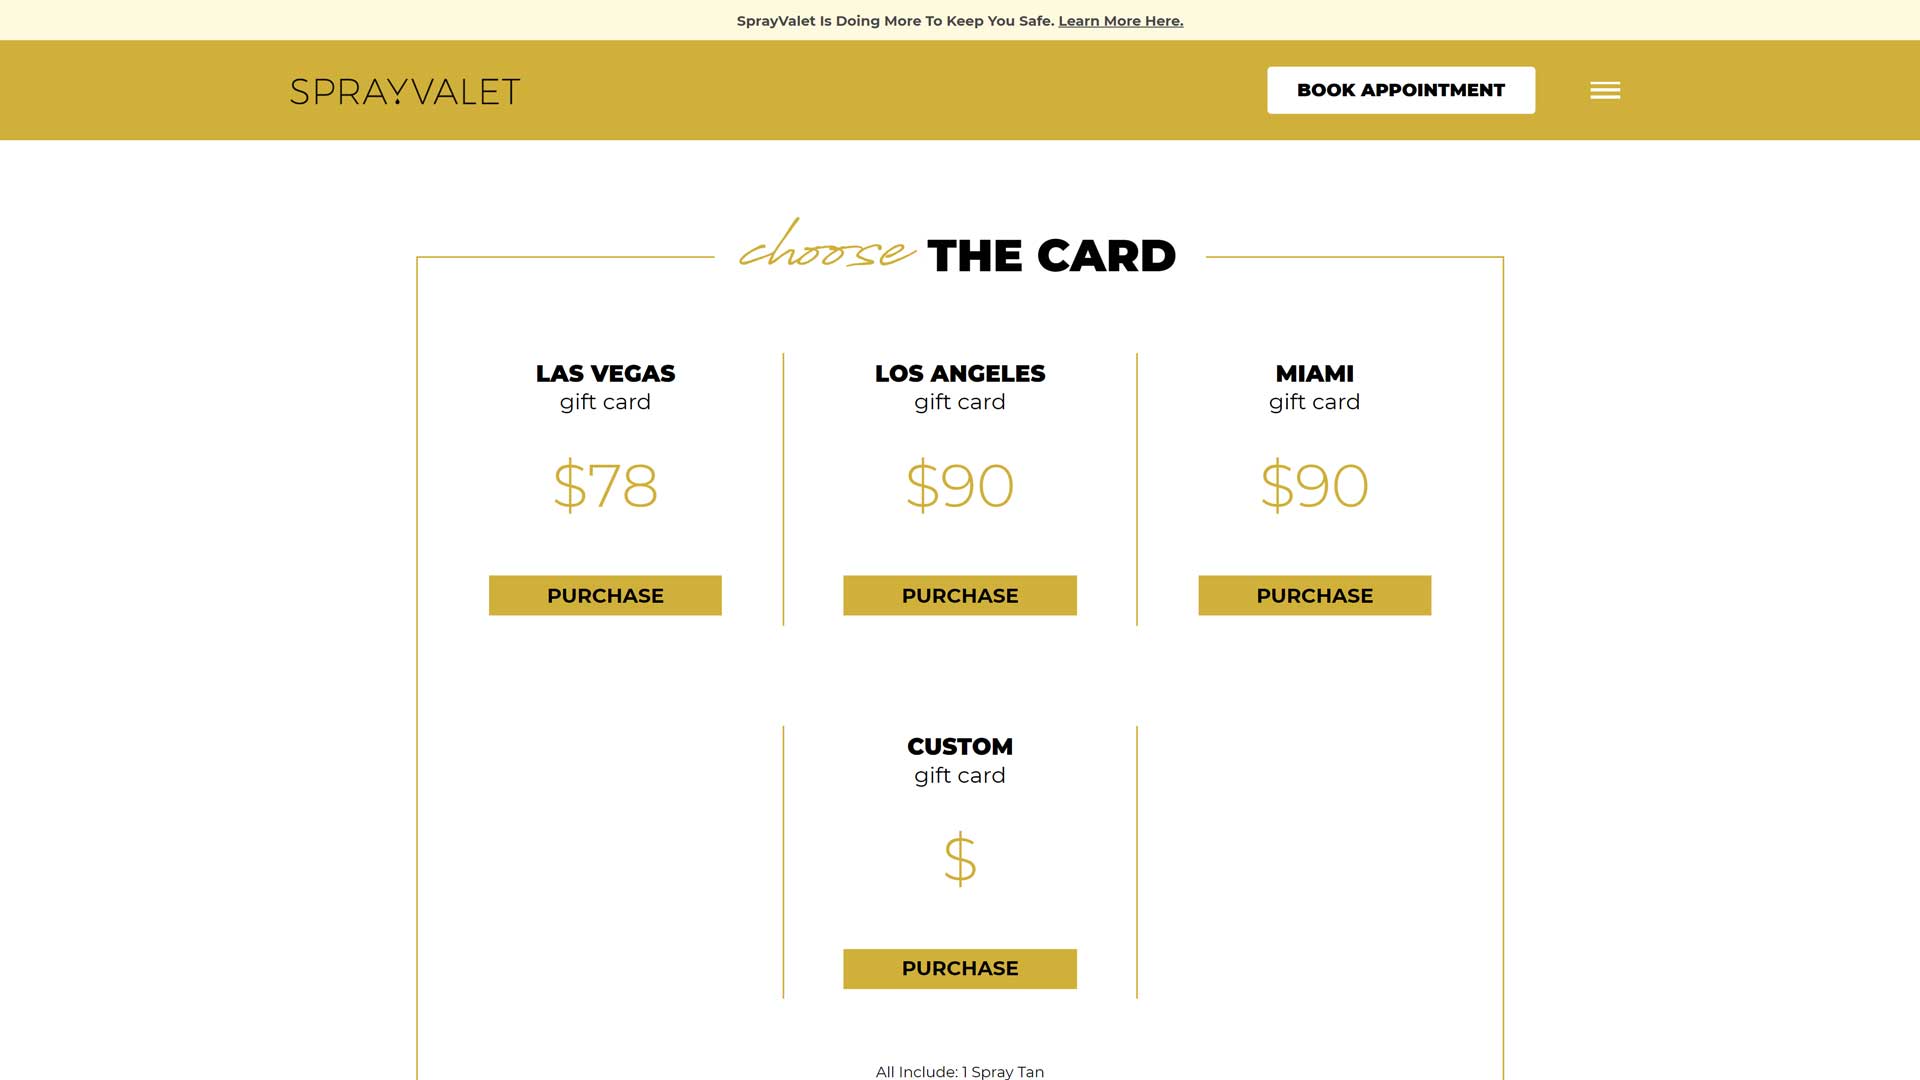 SprayValet Is Doing More To Keep You Safe. Learn More Here.
SPRAYVALET
BOOK APPOINTMENT
choose THE CARD
LAS VEGAS
gift card
$78
PURCHASE
LOS ANGELES
gift card
$90
PURCHASE
MIAMI
gift card
$90
PURCHASE
CUSTOM
gift card
$
PURCHASE
All Include: 1 Spray Tan